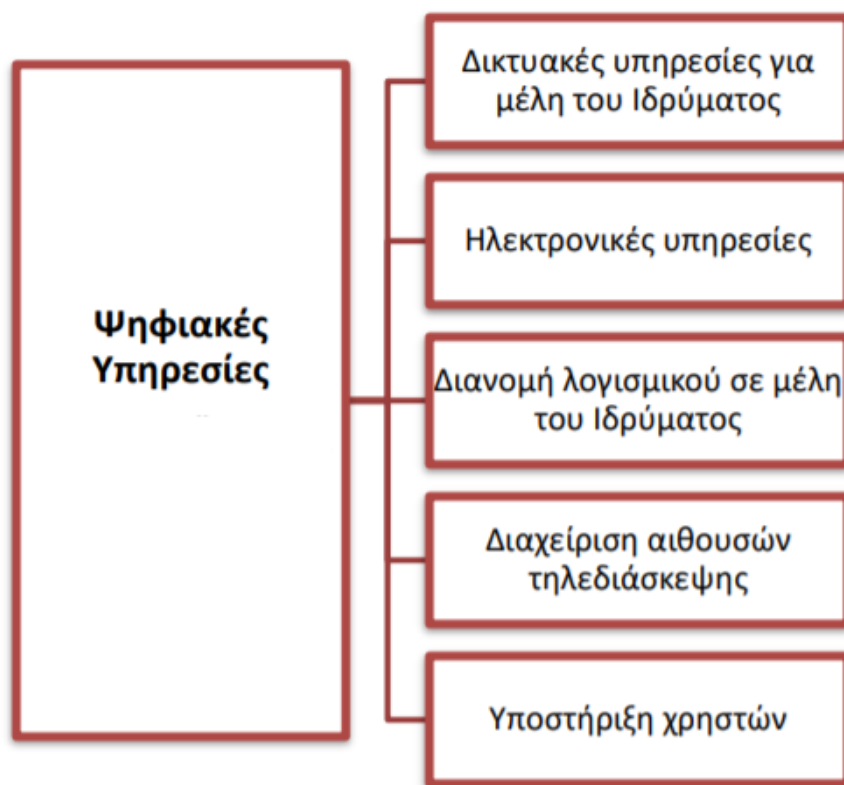 Ψηφιακές
Υπηρεσίες
Δικτυακές υπηρεσίες για
μέλη του Ιδρύματος
Ηλεκτρονικές υπηρεσίες
Διανομή λογισμικού σε μέλη
του Ιδρύματος
Διαχείριση αιθουσών
τηλεδιάσκεψης
Υποστήριξη χρηστών